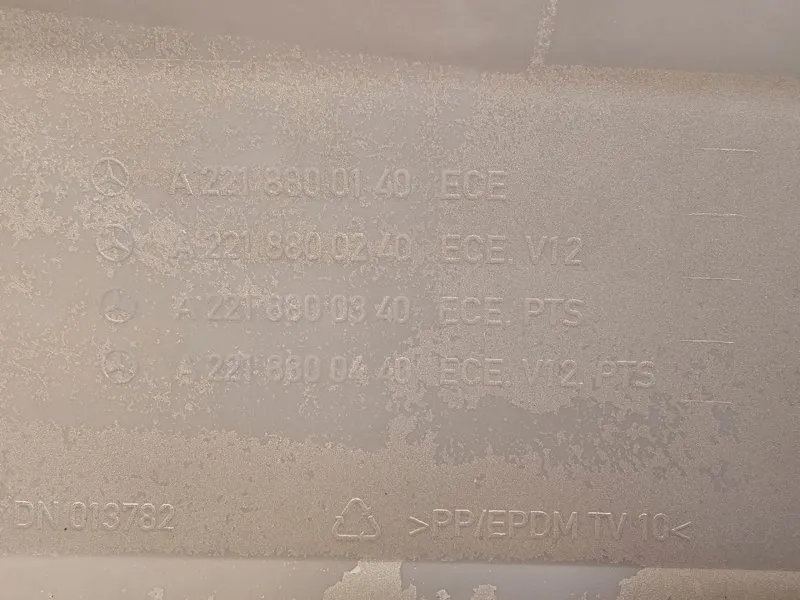 A 221 880 01 40 ECE
A 221 880 02 40 ECE, V12
A 221 880 03 40 ECE, PTS
A 221 880 04 40 ECE, V12, PTS
DN 013782
>PP/EPDM TV 10<